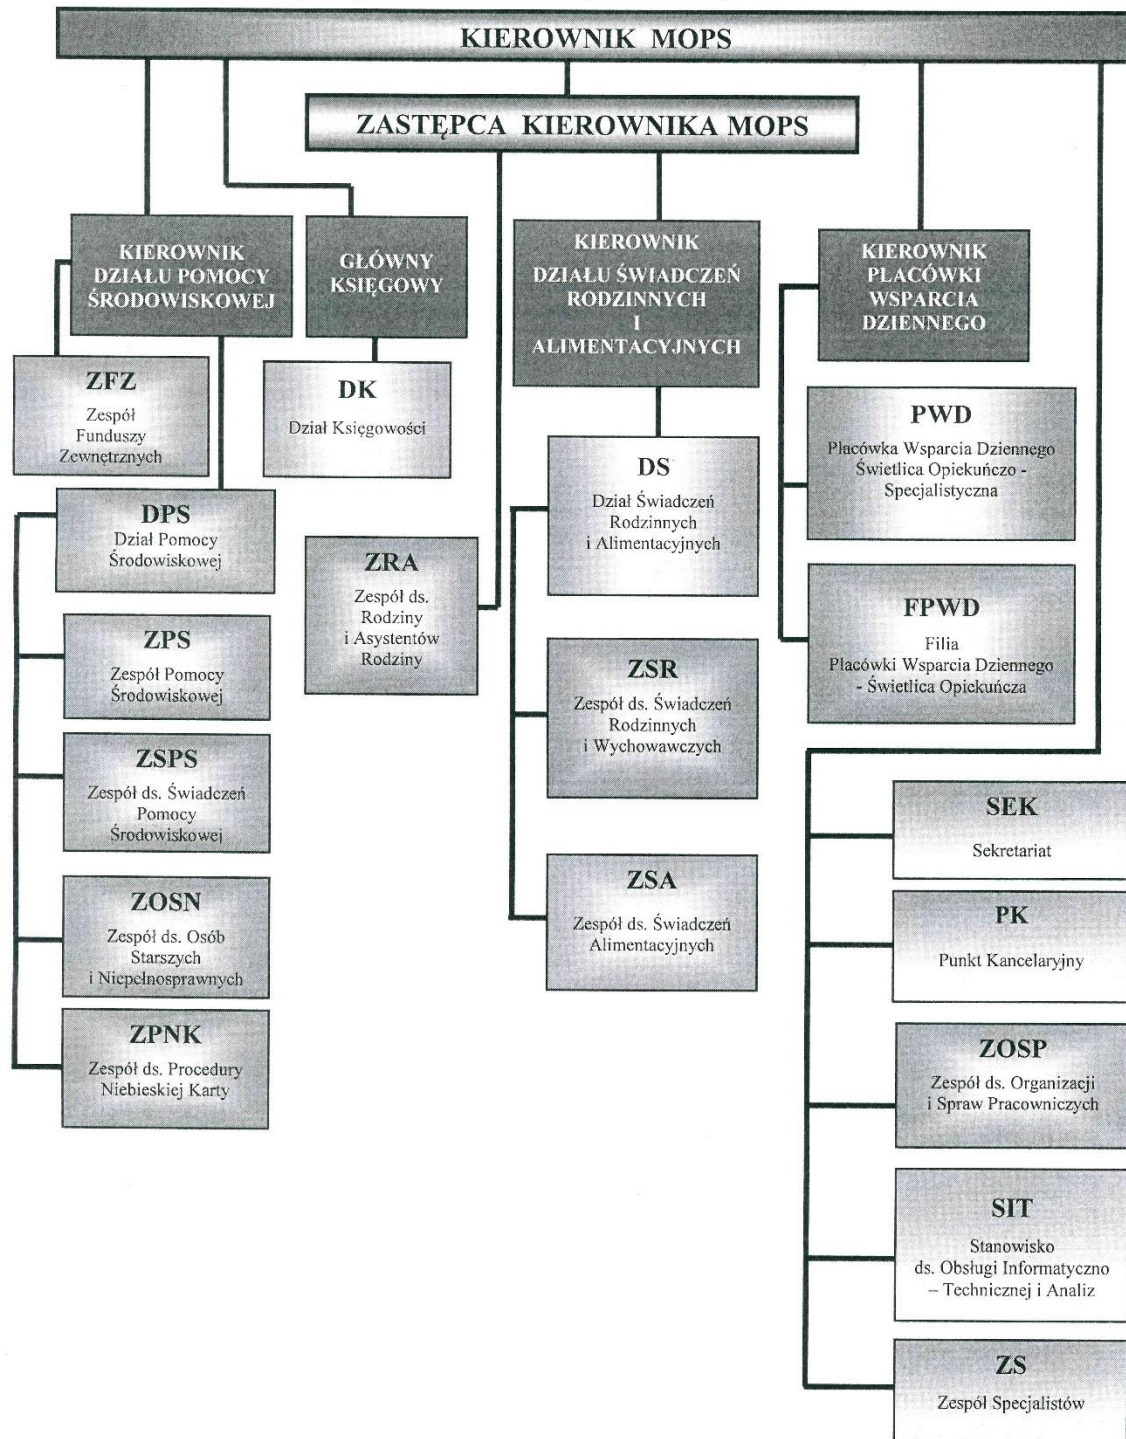 KIEROWNIK MOPS
ZASTĘPCA KIEROWNIKA MOPS
KIEROWNIK
DZIAŁU POMOCY
ŚRODOWISKOWEJ
GŁÓWNY
KSIĘGOWY
KIEROWNIK
DZIAŁU ŚWIADCZEŃ
RODZINNYCH
I
ALIMENTACYJNYCH
KIEROWNIK
PLACÓWKI
WSPARCIA
DZIENNEGO
ZFZ
Zespół
Funduszy
Zewnętrznych
DK
Dział Księgowości
DPS
Dział Pomocy
Środowiskowej
ZPS
Zespół Pomocy
Środowiskowej
ZSPS
Zespół ds. Świadczeń
Pomocy
Środowiskowej
ZOSN
Zespół ds. Osób
Starszych
i Niepełnosprawnych
ZPNK
Zespół ds. Procedury
Niebieskiej Karty
ZRA
Zespół ds.
Rodziny
i Asystentów
Rodziny
DS
Dział Świadczeń
Rodzinnych
i Alimentacyjnych
ZSR
Zespół ds. Świadczeń
Rodzinnych
i Wychowawczych
ZSA
Zespół ds. Świadczeń
Alimentacyjnych
PWD
Placówka Wsparcia Dziennego
Świetlica Opiekuńczo -
Specjalistyczna
FPWD
Filia
Placówki Wsparcia Dziennego
- Świetlica Opiekuńcza
SEK
Sekretariat
PK
Punkt Kancelaryjny
ZOSP
Zespół ds. Organizacji
i Spraw Pracowniczych
SIT
Stanowisko
ds. Obsługi Informatyczno
– Technicznej i Analiz
ZS
Zespół Specjalistów